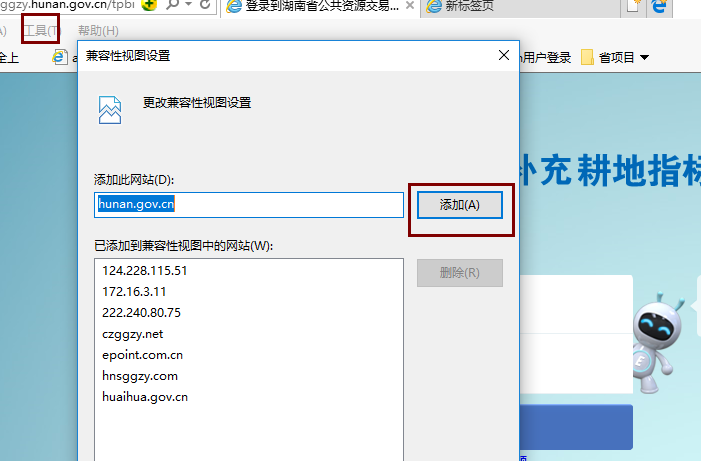 ggzy.hunan.gov.cn/tpbi
登录到湖南省公共资源交易...
新标签页
工具(T)
帮助(H)
全上
用户登录
省项目
兼容性视图设置
更改兼容性视图设置
补充耕地指标
添加此网站(D):
hunan.gov.cn
添加(A)
已添加到兼容性视图中的网站(W):
删除(R)
124.228.115.51
172.16.3.11
222.240.80.75
czggzy.net
epoint.com.cn
hnsggzy.com
huaihua.gov.cn
E